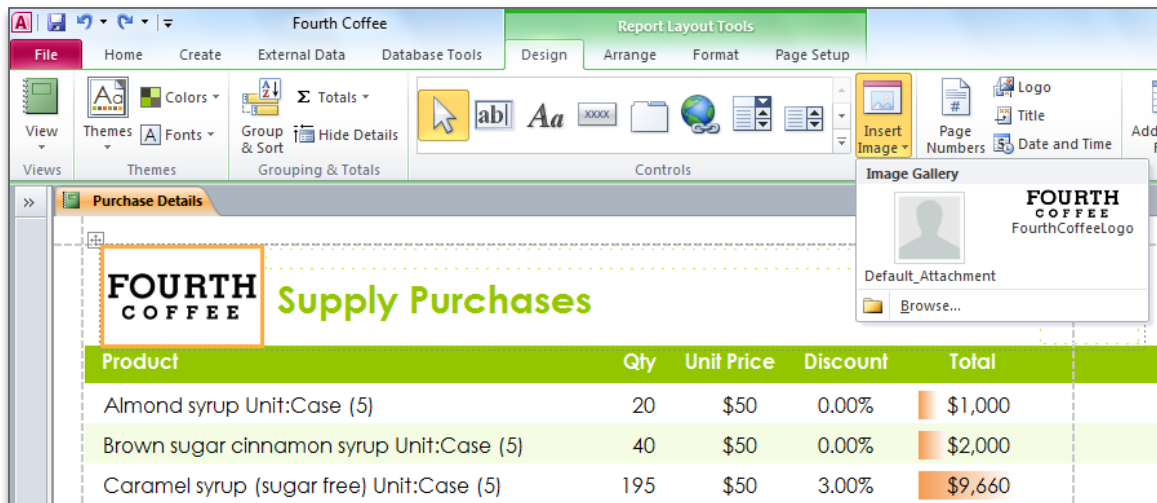 A Fourth Coffee Report Layout Tools
File Home Create External Data Database Tools Design Arrange Format Page Setup
View
Views
Aa
Themes
Colors
A Fonts
Themes
Group & Sort
Σ Totals
Hide Details
Grouping & Totals
ab
Aa
xxxx
Controls
Insert Image
#
Page Numbers
Logo
Title
Date and Time
Image Gallery
FOURTH
COFFEE
FourthCoffeeLogo
Default_Attachment
Browse...
Purchase Details
FOURTH
COFFEE
Supply Purchases
Product Qty Unit Price Discount Total
Almond syrup Unit:Case (5) 20 $50 0.00% $1,000
Brown sugar cinnamon syrup Unit:Case (5) 40 $50 0.00% $2,000
Caramel syrup (sugar free) Unit:Case (5) 195 $50 3.00% $9,660